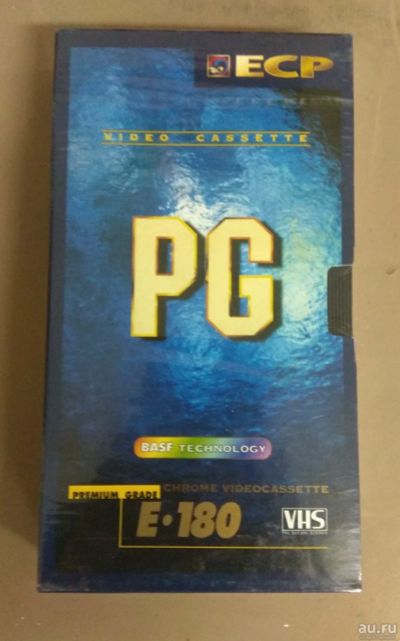 ECP
VIDEO CASSETTE
PG
BASF TECHNOLOGY
PREMIUM GRADE
CHROME VIDEOCASSETTE
E•180
VHS
au.ru